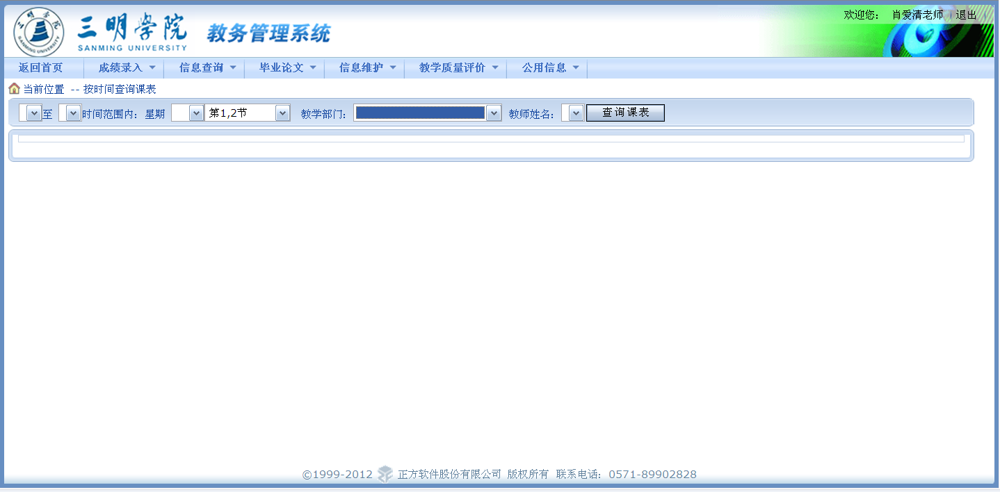 欢迎您： 肖爱清老师 退出
三明学院 教务管理系统
SANMING UNIVERSITY
返回首页 成绩录入 信息查询 毕业论文 信息维护 教学质量评价 公用信息
当前位置 -- 按时间查询课表
至 时间范围内：星期 第1,2节 教学部门： 教师姓名： 查询课表
©1999-2012 正方软件股份有限公司 版权所有 联系电话：0571-89902828